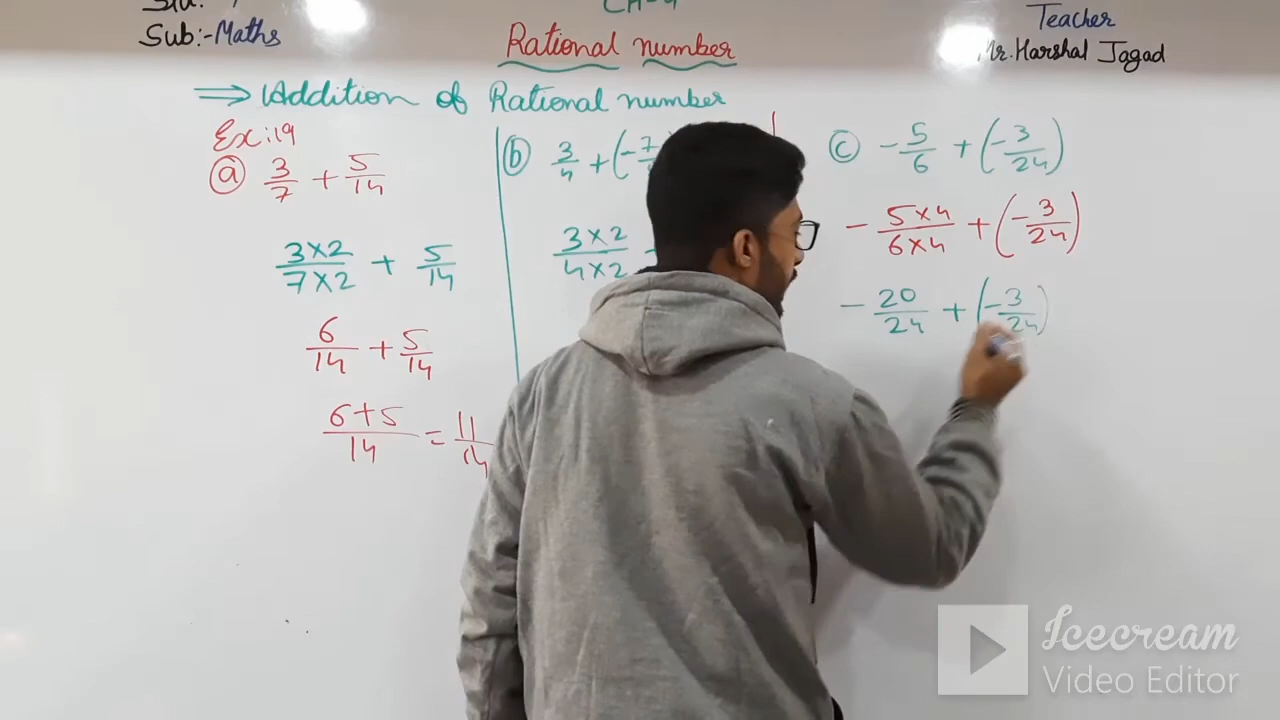 Sub:-Maths
Rational number
Teacher
Mr.Harshal Jagad
⇒ Addition of Rational number
Ex:19
(a) 3/7 + 5/14
3×2/7×2 + 5/14
6/14 + 5/14
6+5/14 = 11/14
(b) 3/4 + (-7/
3×2/4×2
(c) -5/6 + (-3/24)
- 5×4/6×4 + (-3/24)
- 20/24 + (-3/24)
Icecream
Video Editor